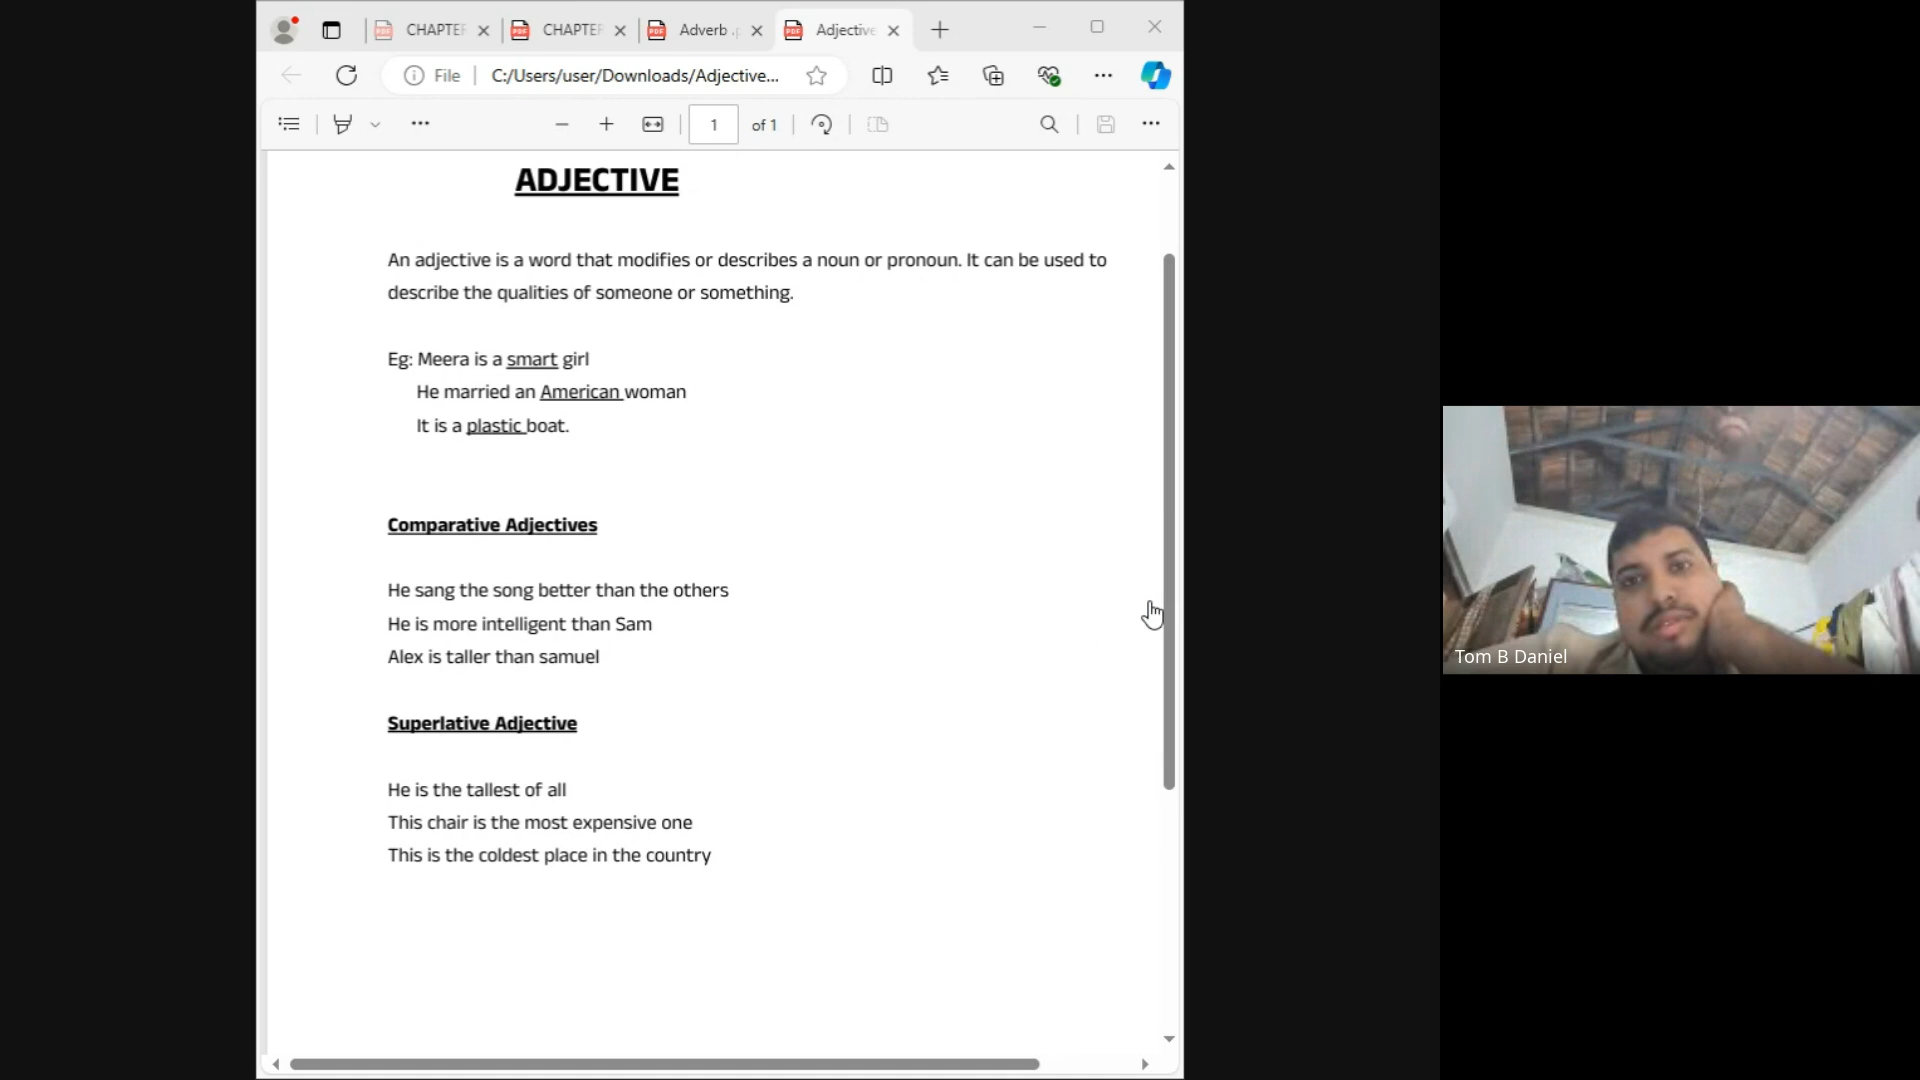 CHAPTER
CHAPTER
Adverb .
Adjective
File
C:/Users/user/Downloads/Adjective...
1 of 1
ADJECTIVE
An adjective is a word that modifies or describes a noun or pronoun. It can be used to
describe the qualities of someone or something.
Eg: Meera is a smart girl
He married an American woman
It is a plastic boat.
Comparative Adjectives
He sang the song better than the others
He is more intelligent than Sam
Alex is taller than samuel
Superlative Adjective
He is the tallest of all
This chair is the most expensive one
This is the coldest place in the country
Tom B Daniel